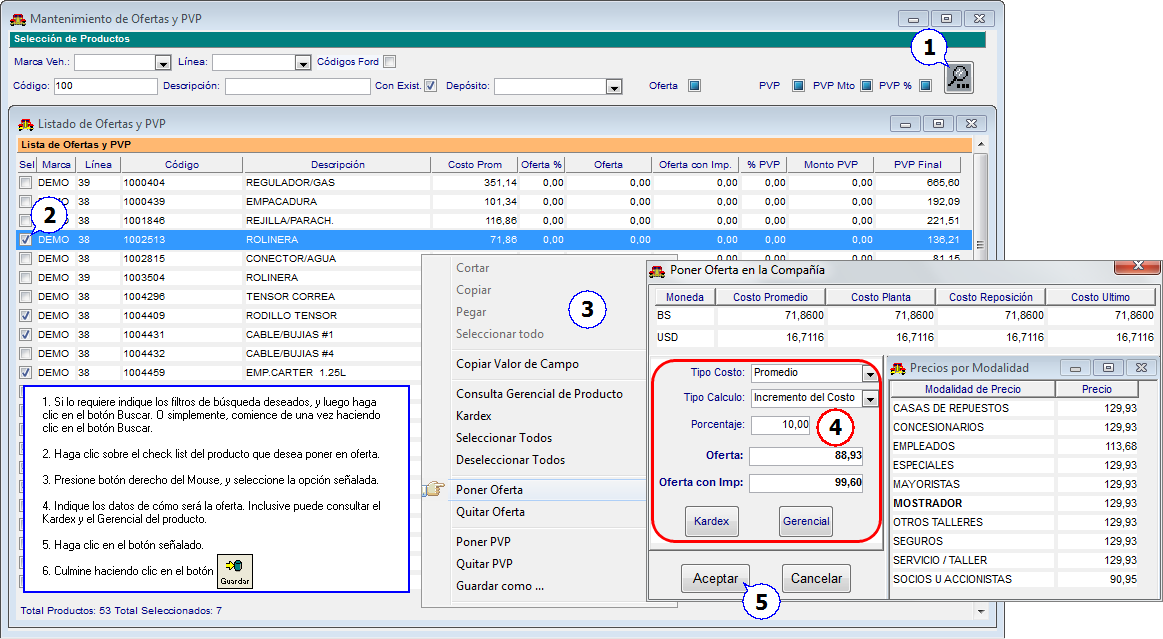 Mantenimiento de Ofertas y PVP
Selección de Productos
1
Marca Veh.: Línea: Códigos Ford
Código: 100 Descripción: Con Exist. Depósito: Oferta PVP PVP Mto PVP %
Listado de Ofertas y PVP
Lista de Ofertas y PVP
Sel Marca Línea Código Descripción Costo Prom Oferta % Oferta Oferta con Imp. % PVP Monto PVP PVP Final
DEMO 39 1000404 REGULADOR/GAS 351,14 0,00 0,00 0,00 0,00 0,00 665,60
38 1000439 EMPACADURA 101,34 0,00 0,00 0,00 0,00 0,00 192,09
2
38 1001846 REJILLA/PARACH. 116,86 0,00 0,00 0,00 0,00 0,00 221,51
DEMO 38 1002513 ROLINERA 71,86 0,00 0,00 0,00 0,00 0,00 136,21
DEMO 38 1002815 CONECTOR/AGUA 81,15
DEMO 39 1003504 ROLINERA
DEMO 38 1004296 TENSOR CORREA
DEMO 38 1004409 RODILLO TENSOR
DEMO 38 1004431 CABLE/BUJIAS #1
DEMO 38 1004432 CABLE/BUJIAS #4
DEMO 38 1004459 EMP.CARTER 1.25L
1. Si lo requiere indique los filtros de búsqueda deseados, y luego haga
clic en el botón Buscar. O simplemente, comience de una vez haciendo
clic en el botón Buscar.
2. Haga clic sobre el check list del producto que desea poner en oferta.
3. Presione botón derecho del Mouse, y seleccione la opción señalada.
4. Indique los datos de cómo será la oferta. Inclusive puede consultar el
Kardex y el Gerencial del producto.
5. Haga clic en el botón señalado.
6. Culmine haciendo clic en el botón
Guardar
Total Productos: 53 Total Seleccionados: 7
Cortar
Copiar
Pegar
Seleccionar todo
3
Copiar Valor de Campo
Consulta Gerencial de Producto
Kardex
Seleccionar Todos
Deseleccionar Todos
Poner Oferta
Quitar Oferta
Poner PVP
Quitar PVP
Guardar como ...
Poner Oferta en la Compañía
Moneda Costo Promedio Costo Planta Costo Reposición Costo Ultimo
BS 71,8600 71,8600 71,8600 71,8600
USD 16,7116 16,7116 16,7116 16,7116
Tipo Costo: Promedio
Tipo Calculo: Incremento del Costo
Porcentaje: 10,00
4
Oferta: 88,93
Oferta con Imp: 99,60
Kardex Gerencial
Aceptar Cancelar
5
Precios por Modalidad
Modalidad de Precio Precio
CASAS DE REPUESTOS 129,93
CONCESIONARIOS 129,93
EMPLEADOS 113,68
ESPECIALES 129,93
MAYORISTAS 129,93
MOSTRADOR 129,93
OTROS TALLERES 129,93
SEGUROS 129,93
SERVICIO / TALLER 129,93
SOCIOS U ACCIONISTAS 90,95